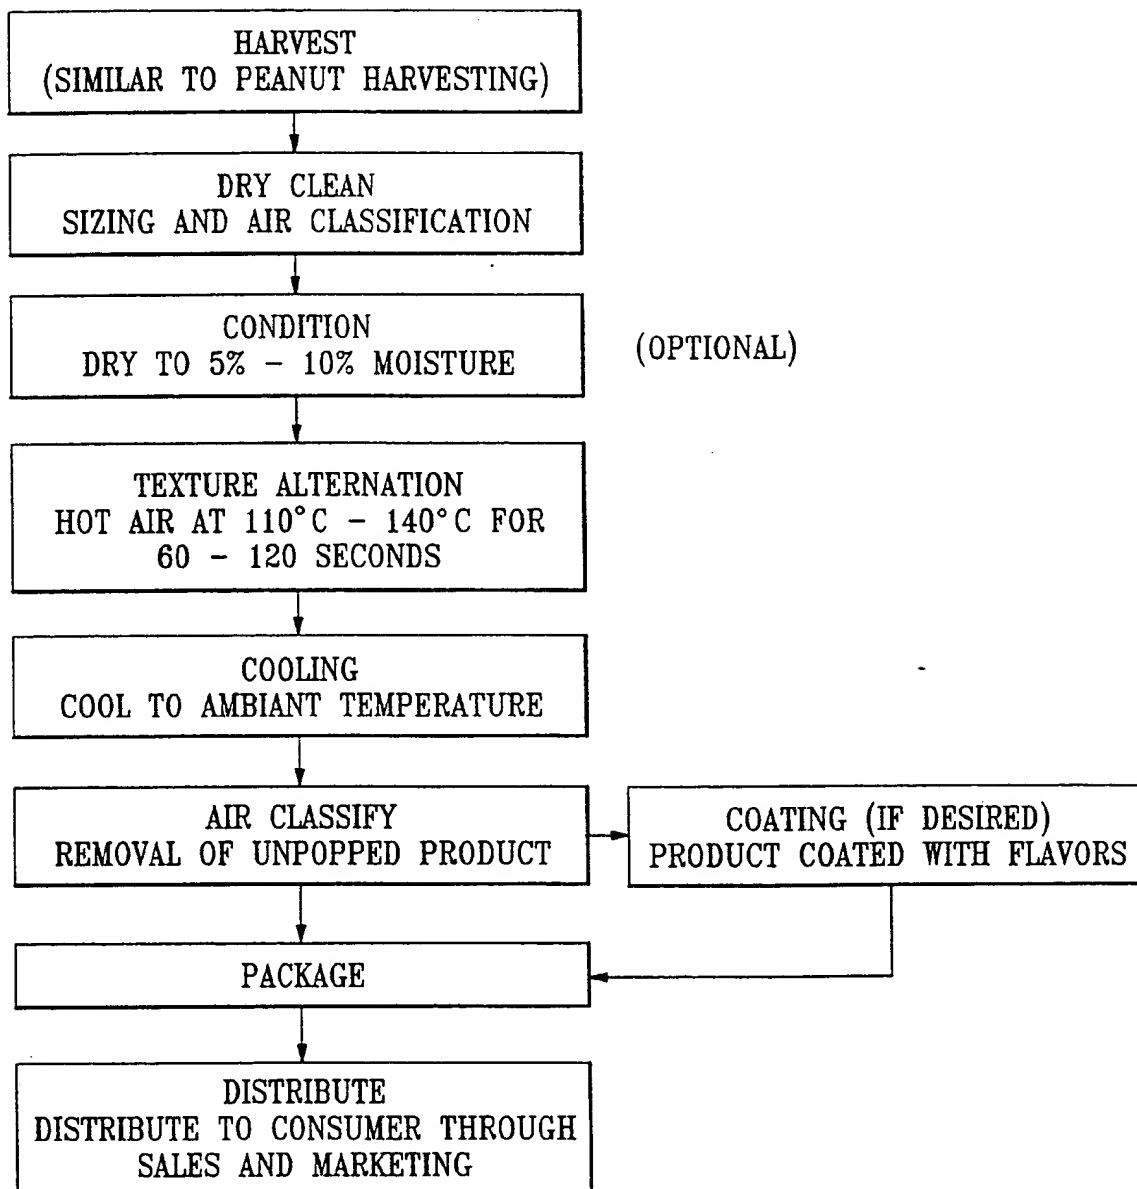 HARVEST
(SIMILAR TO PEANUT HARVESTING)
DRY CLEAN
SIZING AND AIR CLASSIFICATION
CONDITION
DRY TO 5% - 10% MOISTURE
(OPTIONAL)
TEXTURE ALTERNATION
HOT AIR AT 110°C - 140°C FOR
60 - 120 SECONDS
COOLING
COOL TO AMBIANT TEMPERATURE
AIR CLASSIFY
REMOVAL OF UNPOPPED PRODUCT
COATING (IF DESIRED)
PRODUCT COATED WITH FLAVORS
PACKAGE
DISTRIBUTE
DISTRIBUTE TO CONSUMER THROUGH
SALES AND MARKETING